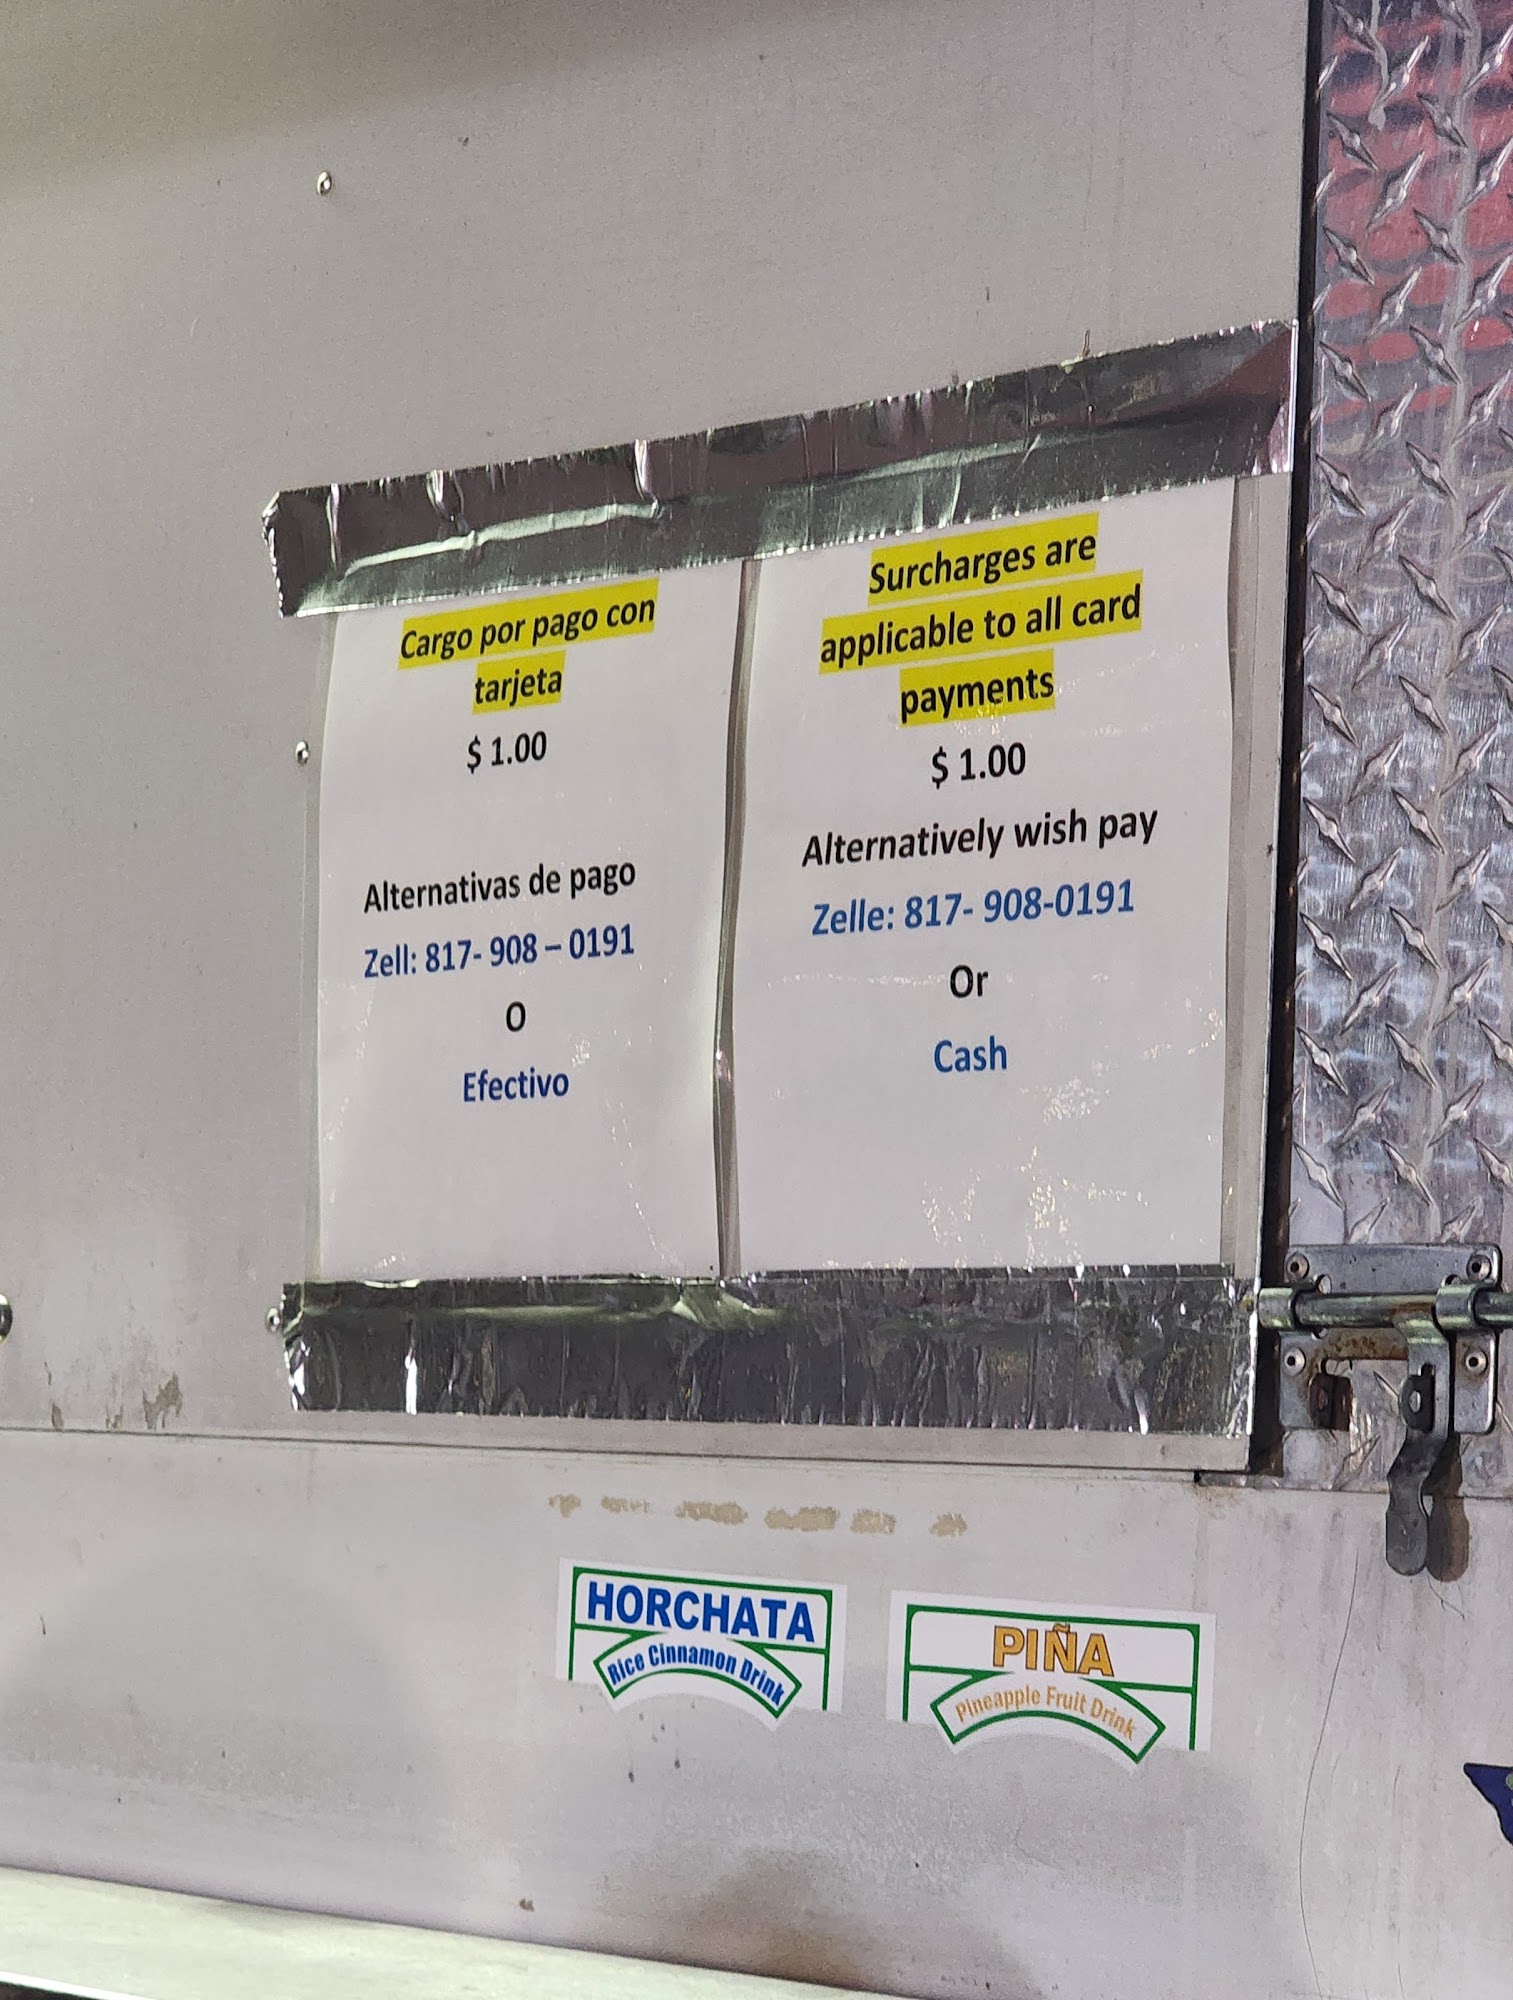 Cargo por pago con
tarjeta
$ 1.00
Alternativas de pago
Zell: 817- 908 – 0191
O
Efectivo
Surcharges are
applicable to all card
payments
$ 1.00
Alternatively wish pay
Zelle: 817- 908-0191
Or
Cash
HORCHATA
Rice Cinnamon Drink
PIÑA
Pineapple Fruit Drink